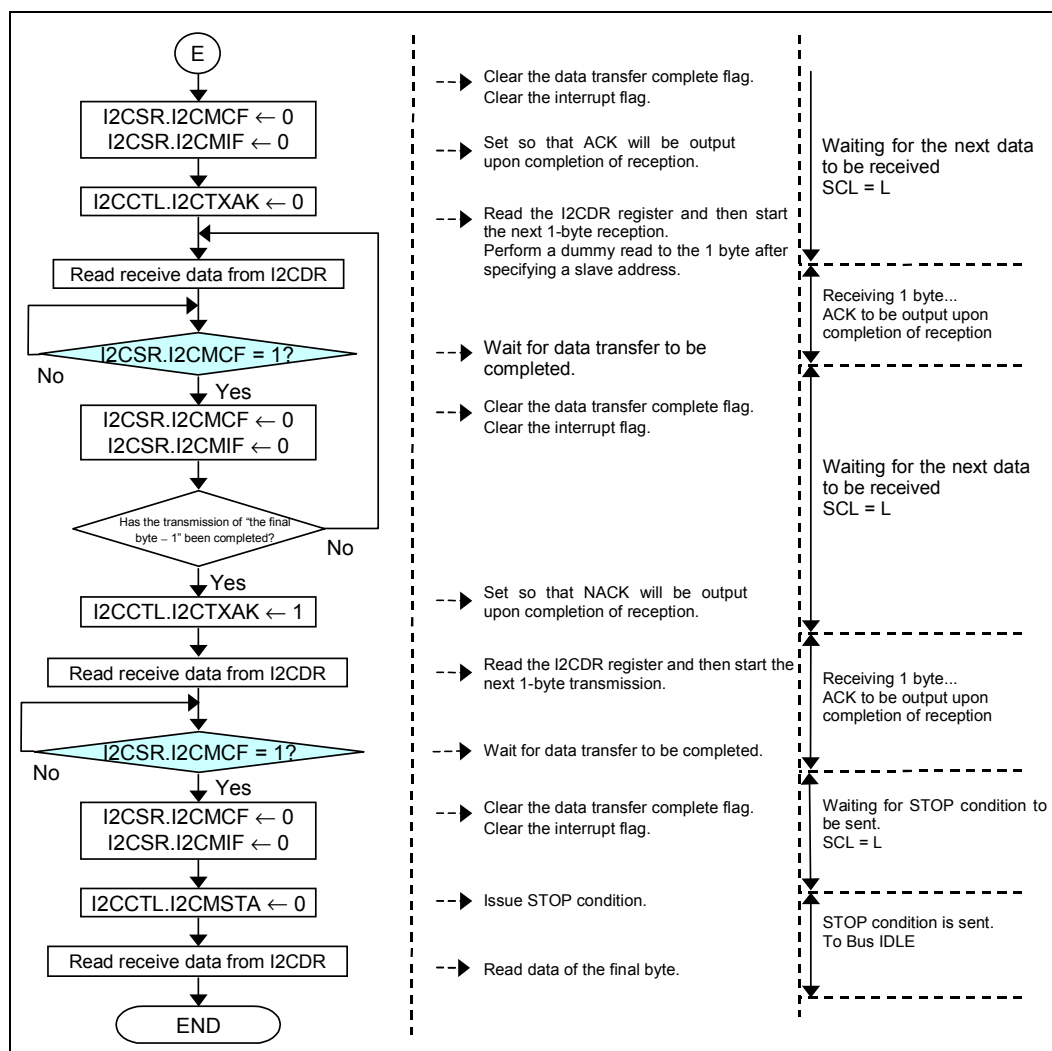 E
I2CSR.I2CMCF ← 0
I2CSR.I2CMIF ← 0
I2CCTL.I2CTXAK ← 0
Read receive data from I2CDR
I2CSR.I2CMCF = 1?
No
Yes
I2CSR.I2CMCF ← 0
I2CSR.I2CMIF ← 0
Has the transmission of "the final
byte – 1" been completed?
No
Yes
I2CCTL.I2CTXAK ← 1
Read receive data from I2CDR
I2CSR.I2CMCF = 1?
No
Yes
I2CSR.I2CMCF ← 0
I2CSR.I2CMIF ← 0
I2CCTL.I2CMSTA ← 0
Read receive data from I2CDR
END
Clear the data transfer complete flag.
Clear the interrupt flag.
Set so that ACK will be output
upon completion of reception.
Read the I2CDR register and then start
the next 1-byte reception.
Perform a dummy read to the 1 byte after
specifying a slave address.
Wait for data transfer to be
completed.
Clear the data transfer complete flag.
Clear the interrupt flag.
Set so that NACK will be output
upon completion of reception.
Read the I2CDR register and then start the
next 1-byte transmission.
Wait for data transfer to be completed.
Clear the data transfer complete flag.
Clear the interrupt flag.
Issue STOP condition.
Read data of the final byte.
Waiting for the next data
to be received
SCL = L
Receiving 1 byte...
ACK to be output upon
completion of reception
Waiting for the next data
to be received
SCL = L
Receiving 1 byte...
ACK to be output upon
completion of reception
Waiting for STOP condition to
be sent.
SCL = L
STOP condition is sent.
To Bus IDLE